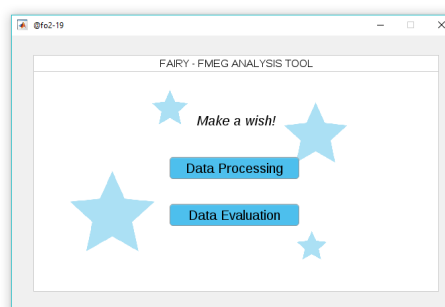 @fo2-19
FAIRY - FMEG ANALYSIS TOOL
Make a wish!
Data Processing
Data Evaluation